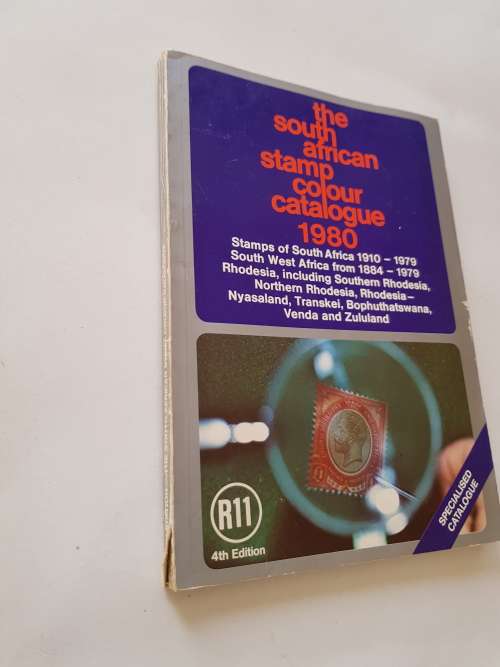 the
south
african
stamp
colour
catalogue
1980
Stamps of South Africa 1910 – 1979
South West Africa from 1884 – 1979
Rhodesia, including Southern Rhodesia,
Northern Rhodesia, Rhodesia–
Nyasaland, Transkei, Bophuthatswana,
Venda and Zululand
R11
4th Edition
SPECIALISED
CATALOGUE